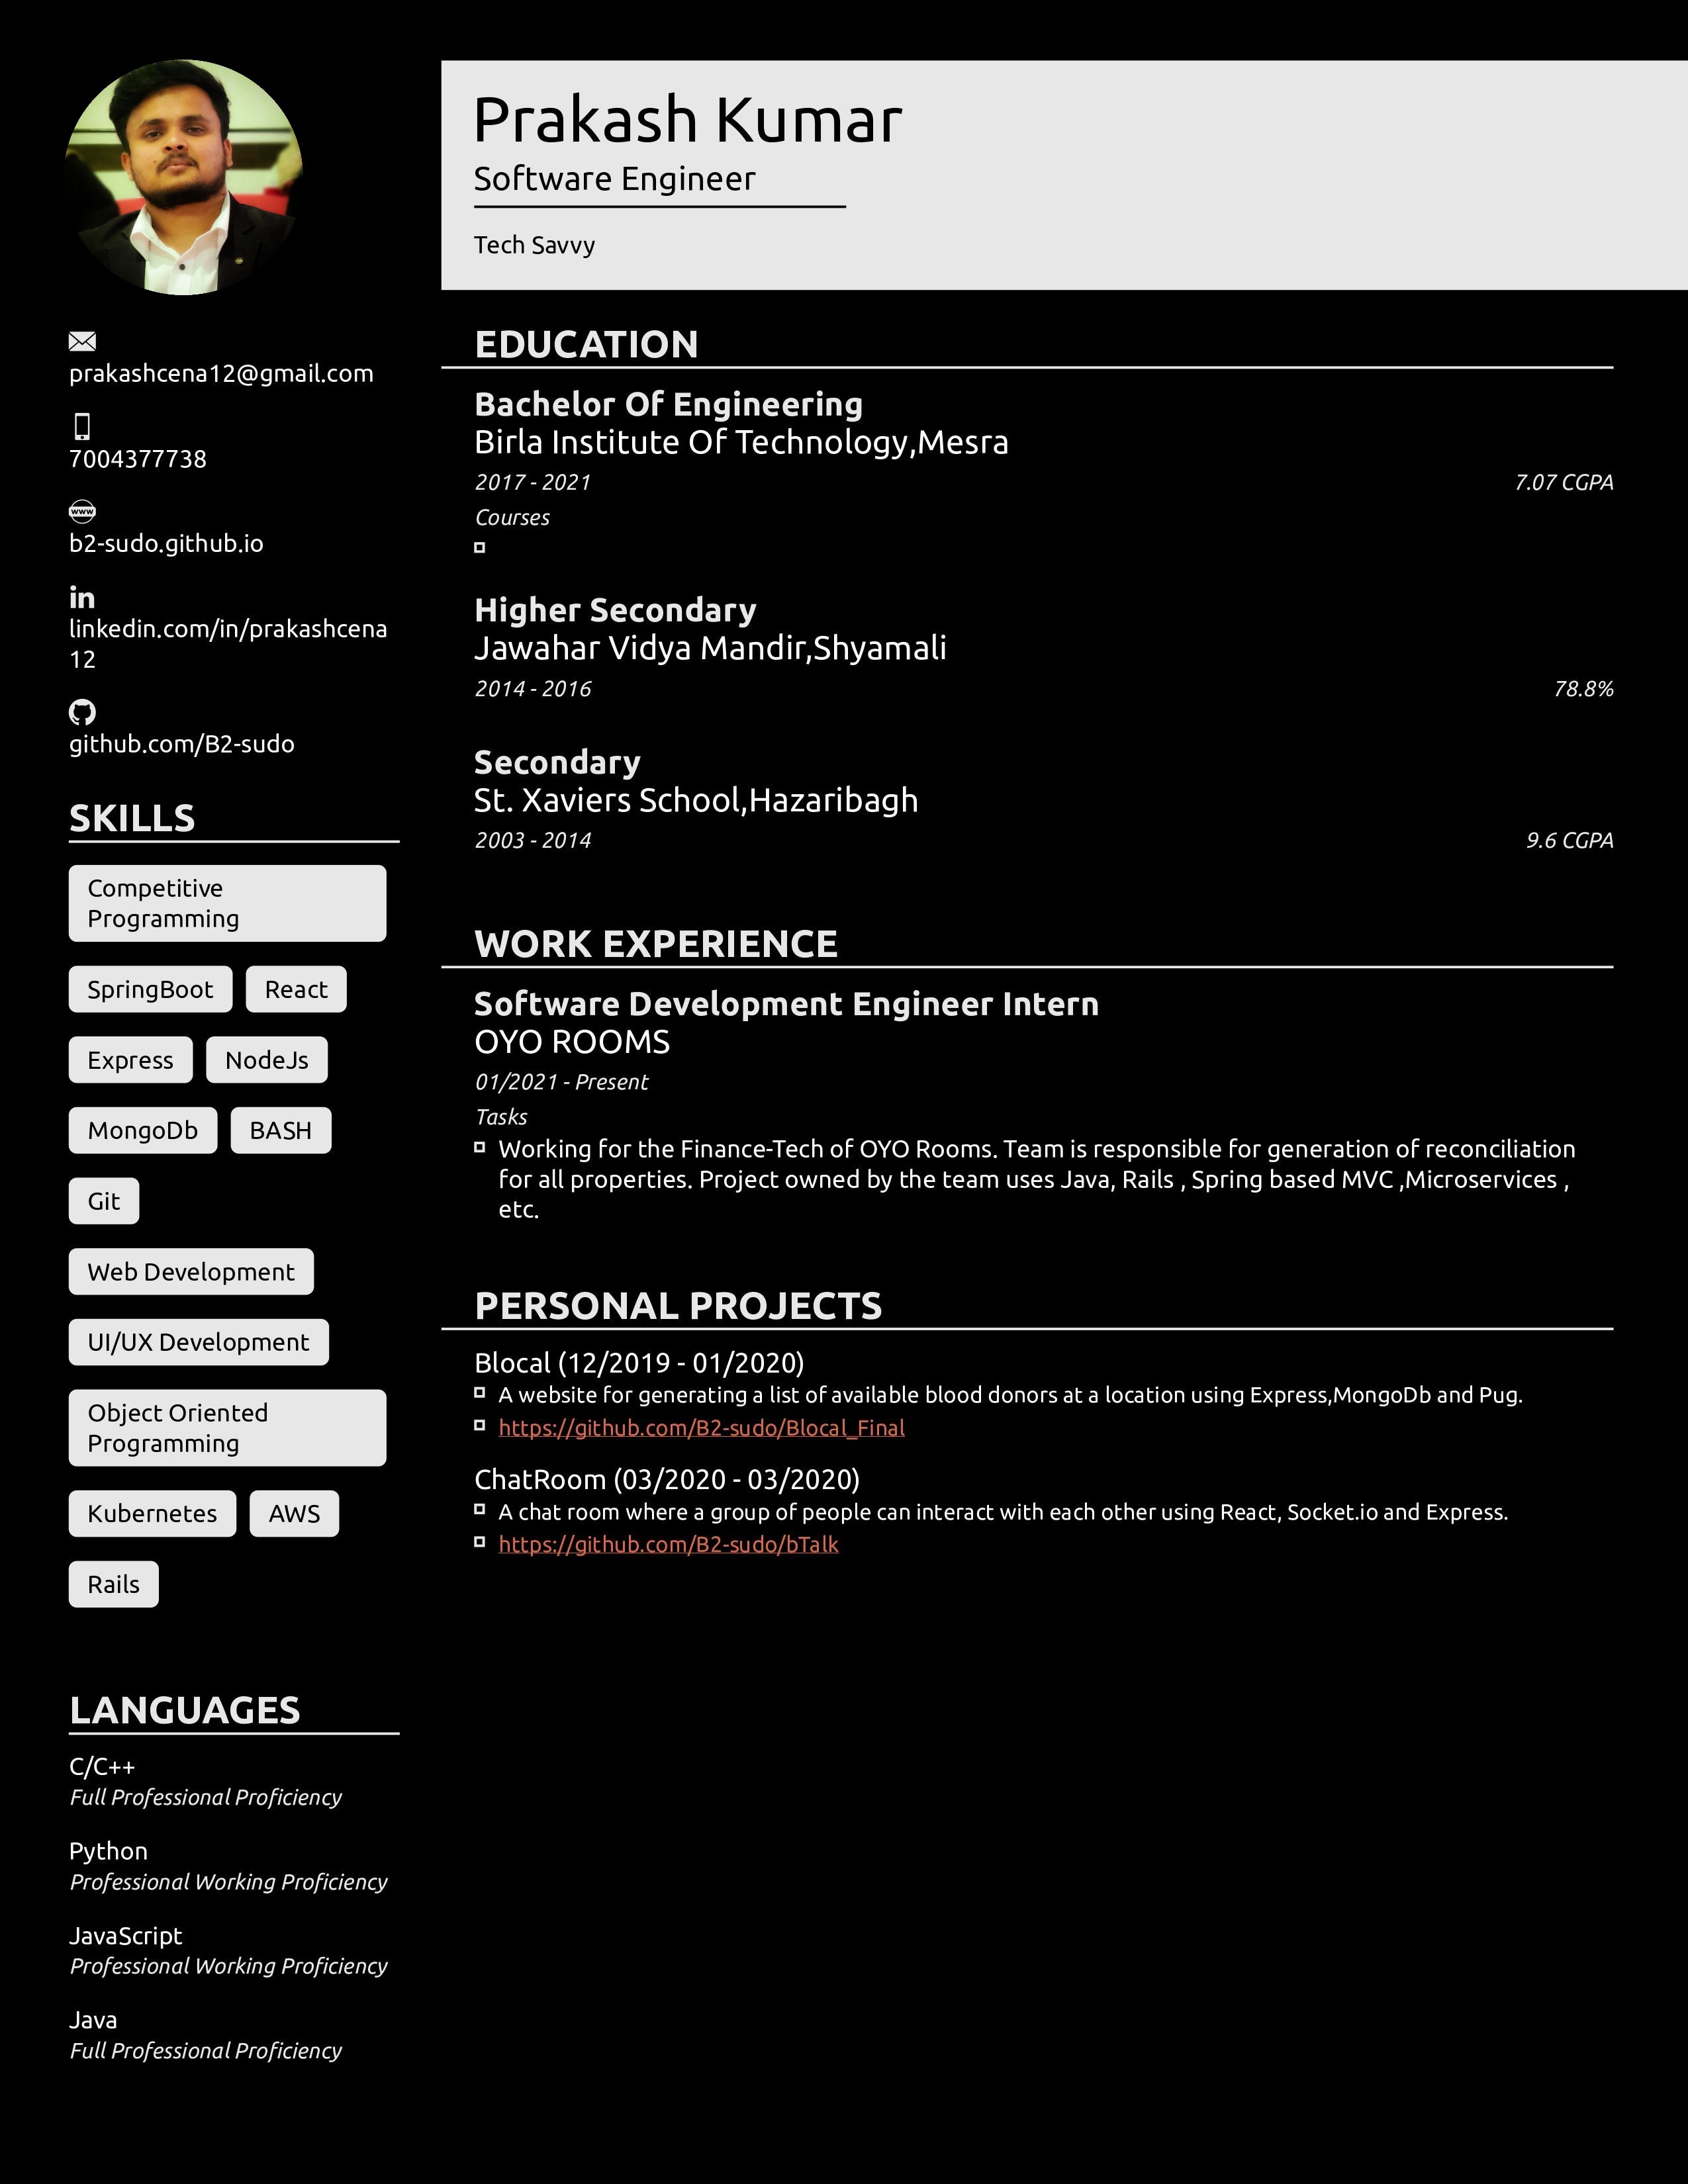 Prakash Kumar
Software Engineer
Tech Savvy
prakashcena12@gmail.com
7004377738
www
b2-sudo.github.io
in
linkedin.com/in/prakashcena
12
github.com/B2-sudo
SKILLS
Competitive
Programming
SpringBoot React
Express NodeJs
MongoDb BASH
Git
Web Development
UI/UX Development
Object Oriented
Programming
Kubernetes AWS
Rails
LANGUAGES
C/C++
Full Professional Proficiency
Python
Professional Working Proficiency
JavaScript
Professional Working Proficiency
Java
Full Professional Proficiency
EDUCATION
Bachelor Of Engineering
Birla Institute Of Technology,Mesra
2017 - 2021 7.07 CGPA
Courses
Higher Secondary
Jawahar Vidya Mandir,Shyamali
2014 - 2016 78.8%
Secondary
St. Xaviers School,Hazaribagh
2003 - 2014 9.6 CGPA
WORK EXPERIENCE
Software Development Engineer Intern
OYO ROOMS
01/2021 - Present
Tasks
Working for the Finance-Tech of OYO Rooms. Team is responsible for generation of reconciliation
for all properties. Project owned by the team uses Java, Rails , Spring based MVC ,Microservices ,
etc.
PERSONAL PROJECTS
Blocal (12/2019 - 01/2020)
A website for generating a list of available blood donors at a location using Express,MongoDb and Pug.
https://github.com/B2-sudo/Blocal_Final
ChatRoom (03/2020 - 03/2020)
A chat room where a group of people can interact with each other using React, Socket.io and Express.
https://github.com/B2-sudo/bTalk